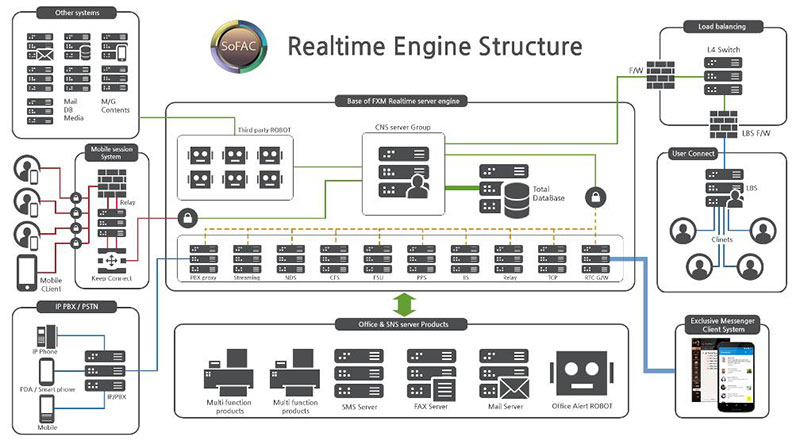 Other systems
Mail
DB
Media
M/G
Contents
SoFAC
Realtime Engine Structure
Load balancing
L4 Switch
F/W
LBS F/W
Base of FXM Realtime server engine
Third party ROBOT
CNS server Group
Total
DataBase
Mobile session
System
Relay
Keep Connect
Mobile
CLient
User Connect
LBS
Clinets
PBX proxy
Streaming
NDS
CTS
FSU
PPS
IIS
Relay
TCP
RTC G/W
IP PBX / PSTN
IP Phone
PDA / Smart phone
Mobile
IP/PBX
Office & SNS server Products
Multi function
products
Multi function
products
SMS Server
FAX Server
Mail Server
Office Alert ROBOT
Exclusive Messenger
Client System